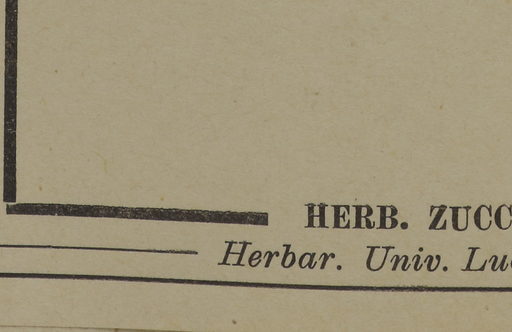 HERB. ZUCC
Herbar. Univ. Lu